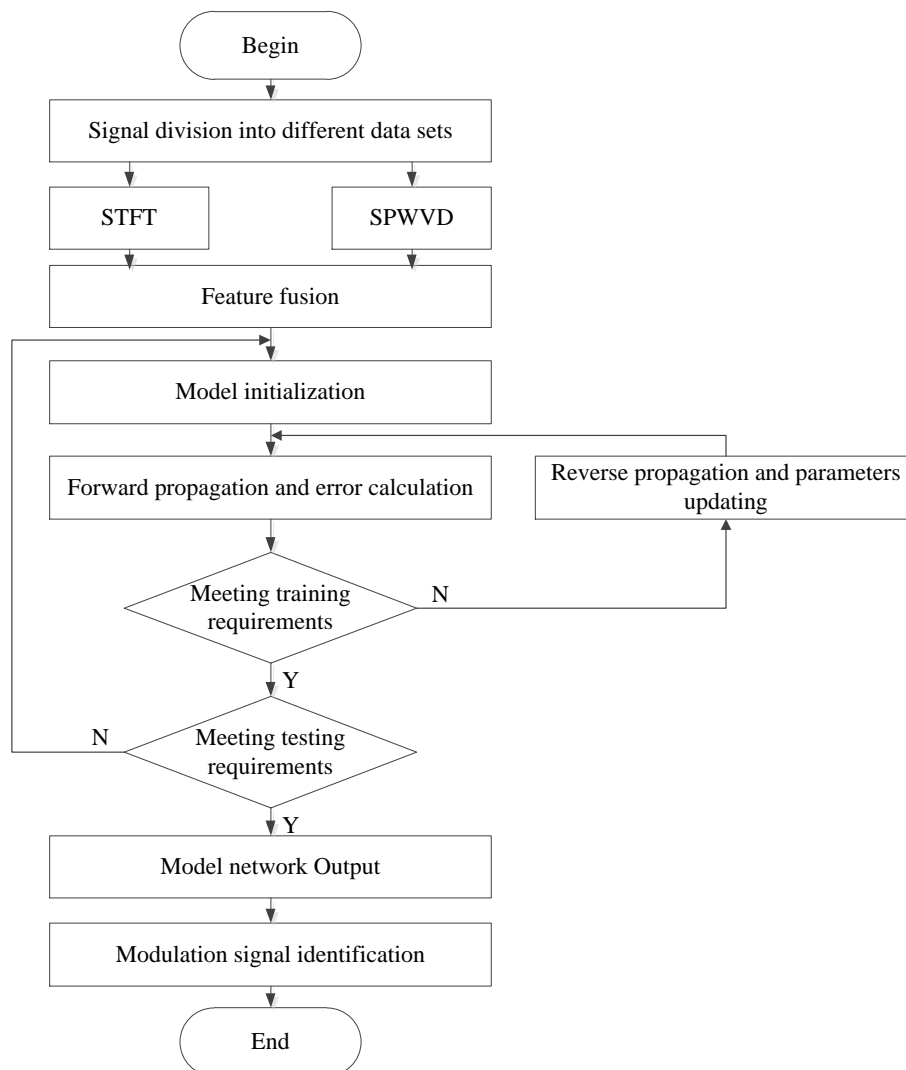 Begin
Signal division into different data sets
STFT
SPWVD
Feature fusion
Model initialization
Forward propagation and error calculation
Reverse propagation and parameters
updating
Meeting training
requirements
N
Y
Meeting testing
requirements
N
Y
Model network Output
Modulation signal identification
End